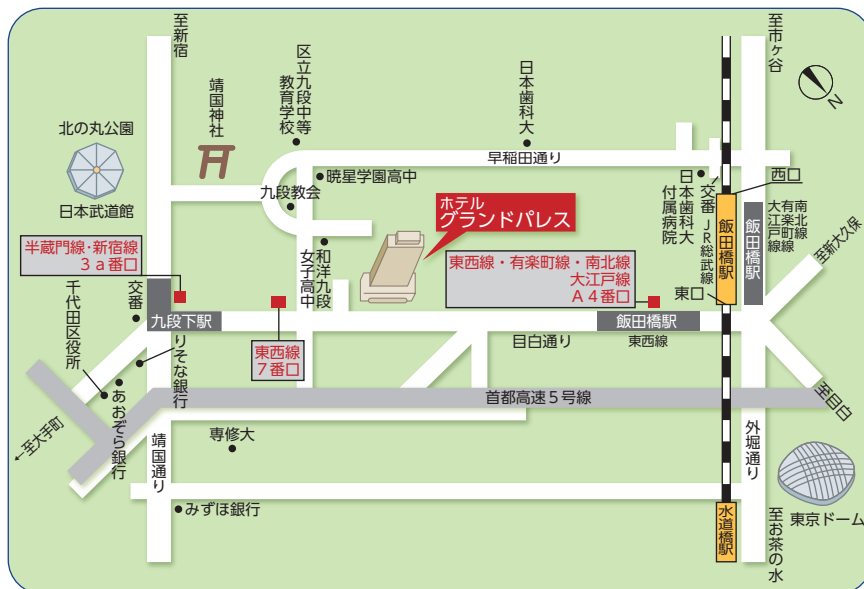 至新宿
靖国神社
区立九段中等
教育学校
日本歯科大
至市ヶ谷
N
北の丸公園
日本武道館
早稲田通り
暁星学園高中
九段教会
ホテル
グランドパレス
和洋九段
女子高中
日本歯科大
付属病院
交番
JR総武線
西口
飯田橋駅
飯田橋駅
南北線
有楽町線
大江戸線
至新大久保
東口
半蔵門線・新宿線
3a番口
東西線・有楽町線・南北線
大江戸線
A4番口
交番
千代田区役所
九段下駅
東西線
7番口
目白通り
飯田橋駅
東西線
りそな銀行
あおぞら銀行
←至大手町
首都高速5号線
至目白
靖国通り
専修大
外堀通り
みずほ銀行
水道橋駅
東京ドーム
至お茶の水